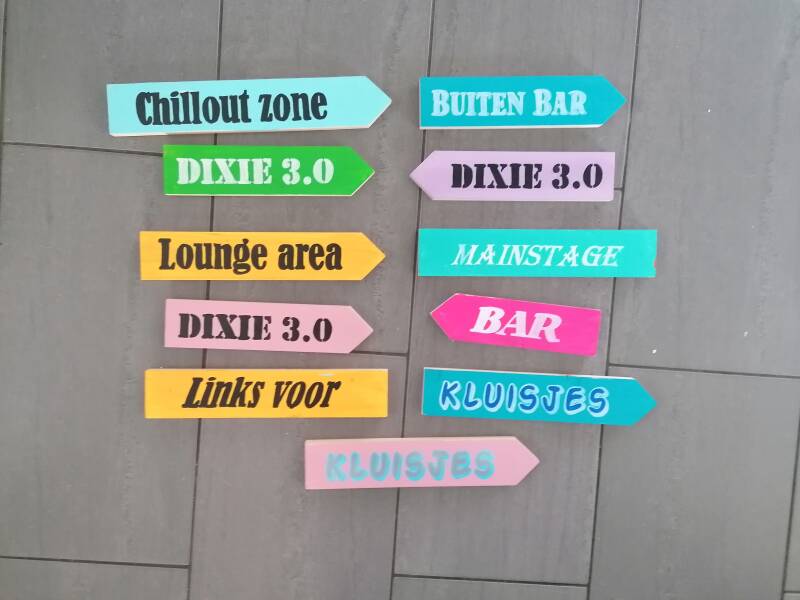 Chillout zone
BUITEN BAR
DIXIE 3.0
DIXIE 3.0
Lounge area
MAINSTAGE
DIXIE 3.0
BAR
Links voor
KLUISJES
KLUISJES